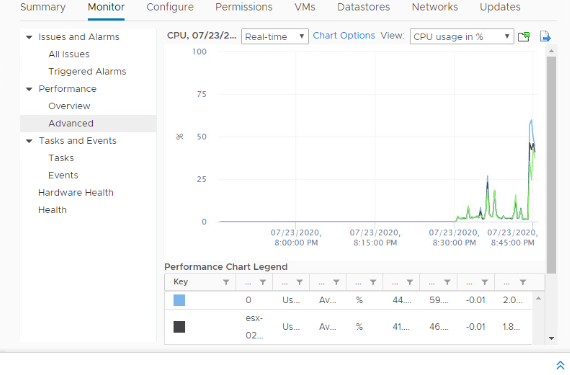 Summary Monitor Configure Permissions VMs Datastores Networks Updates
Issues and Alarms
All Issues
Triggered Alarms
Performance
Overview
Advanced
Tasks and Events
Tasks
Events
Hardware Health
Health
CPU, 07/23/2... Real-time Chart Options View: CPU usage in %
100
75
50
25
0
%
07/23/2020, 07/23/2020, 07/23/2020, 07/23/2020,
8:00:00 PM 8:15:00 PM 8:30:00 PM 8:45:00 PM
Performance Chart Legend
Key ... ... ... ... ... ... ... ...
0 Us... Av... % 44.... 59.... -0.01 2.0...
esx-
02... Us... Av... % 41.... 46.... -0.01 1.8...